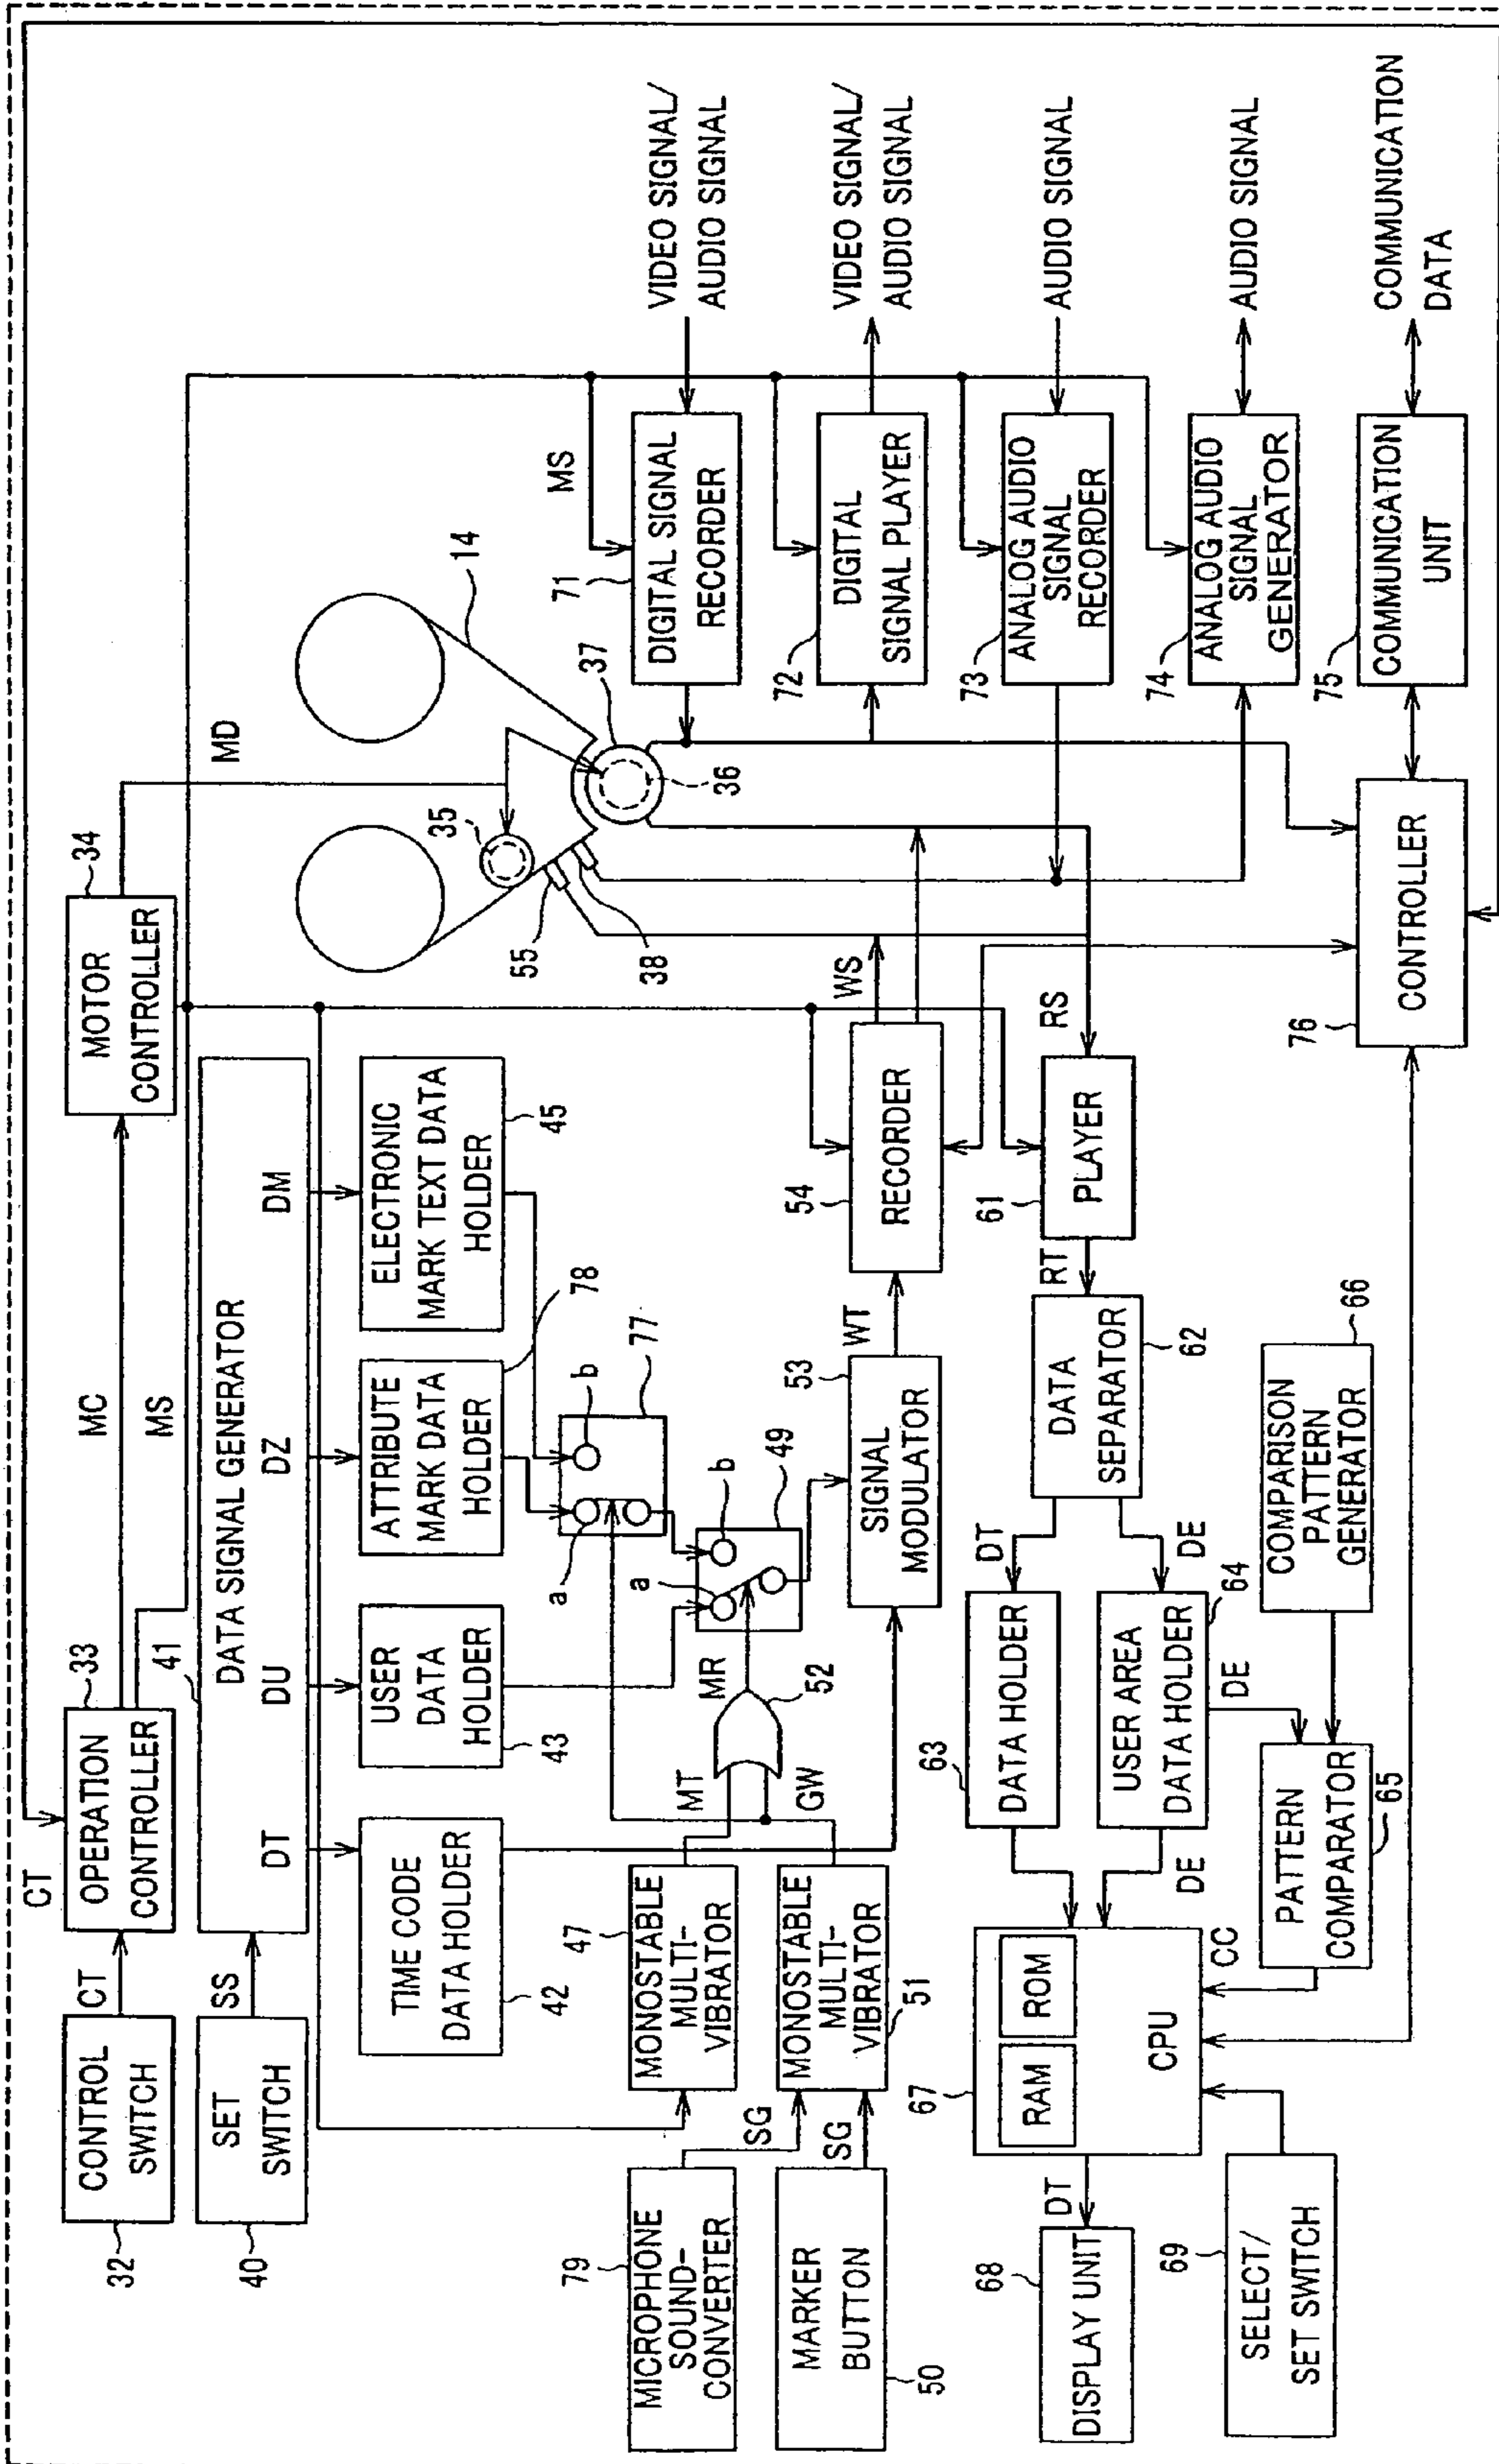 CT
CONTROL
SWITCH
32
CT
OPERATION
CONTROLLER
33
MC
MS
MOTOR
CONTROLLER
34
MD
SET
SWITCH
40
SS
41
DATA SIGNAL GENERATOR
DT
DU
DZ
DM
TIME CODE
DATA HOLDER
42
USER
DATA
HOLDER
43
ATTRIBUTE
MARK DATA
HOLDER
78
ELECTRONIC
MARK TEXT DATA
HOLDER
45
35
14
37
36
55
38
a
b
77
a
b
49
MICROPHONE
SOUND-
CONVERTER
79
SG
MONOSTABLE
MULTI-
VIBRATOR
47
MT
MR
52
GW
MARKER
BUTTON
50
SG
MONOSTABLE
MULTI-
VIBRATOR
51
SIGNAL
MODULATOR
53
WT
RECORDER
54
WS
RS
PLAYER
61
RT
DATA
SEPARATOR
62
DT
DE
DATA HOLDER
63
USER AREA
DATA HOLDER
64
DE
DE
COMPARISON
PATTERN
GENERATOR
66
PATTERN
COMPARATOR
65
CC
67
RAM
ROM
CPU
DT
DISPLAY UNIT
68
SELECT/
SET SWITCH
69
MS
DIGITAL SIGNAL
RECORDER
71
VIDEO SIGNAL/
AUDIO SIGNAL
DIGITAL
SIGNAL PLAYER
72
VIDEO SIGNAL/
AUDIO SIGNAL
ANALOG AUDIO
SIGNAL
RECORDER
73
AUDIO SIGNAL
ANALOG AUDIO
SIGNAL
GENERATOR
74
AUDIO SIGNAL
COMMUNICATION
UNIT
75
COMMUNICATION
DATA
CONTROLLER
76